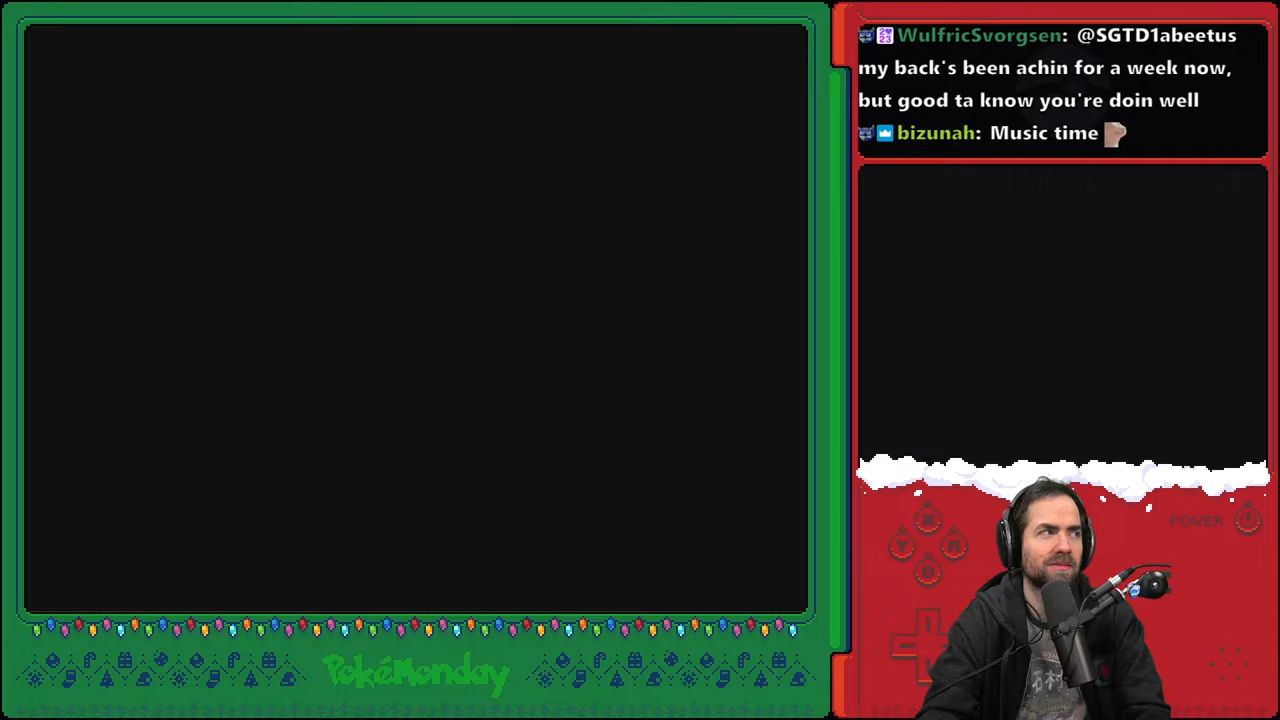 WulfricSvorgsen: @SGTD1abeetus
my back's been achin for a week now,
but good ta know you're doin well
bizunah: Music time
X
Y
A
B
POWER
PokéMonday